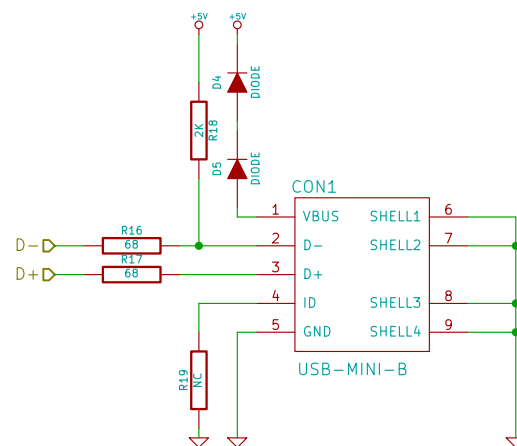 +5V
+5V
D4
DIODE
2K
R18
D5
DIODE
CON1
1
VBUS
SHELL1
6
R16
D-
68
2
D-
SHELL2
7
R17
D+
68
3
D+
4
ID
SHELL3
8
5
GND
SHELL4
9
R19
NC
USB-MINI-B